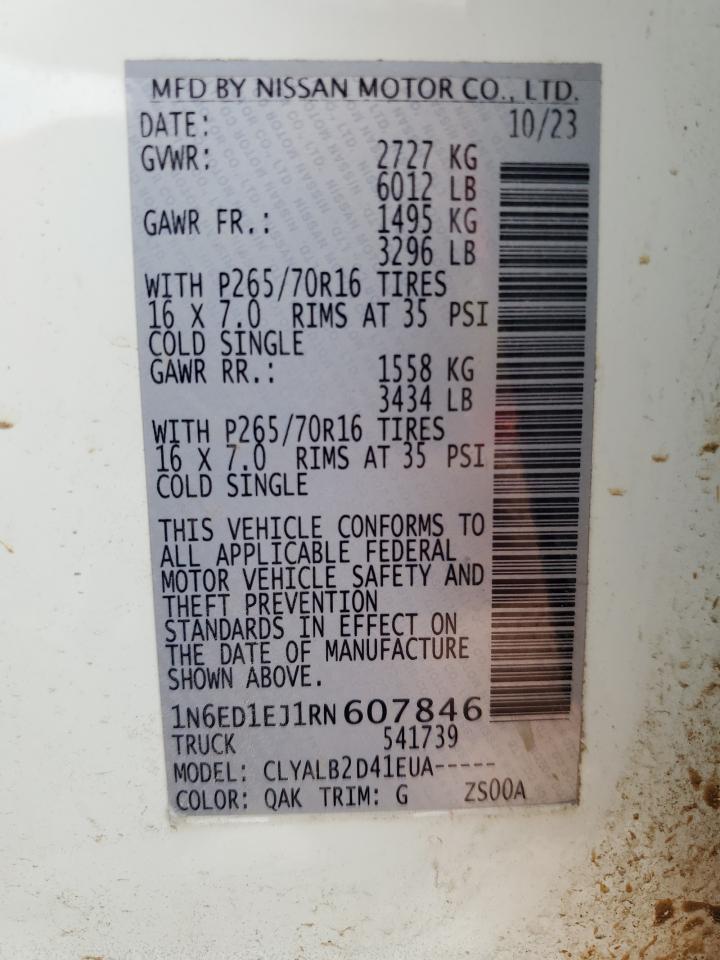 MFD BY NISSAN MOTOR CO., LTD.
DATE: 10/23
GVWR: 2727 KG
6012 LB
GAWR FR.: 1495 KG
3296 LB
WITH P265/70R16 TIRES
16 X 7.0 RIMS AT 35 PSI
COLD SINGLE
GAWR RR.: 1558 KG
3434 LB
WITH P265/70R16 TIRES
16 X 7.0 RIMS AT 35 PSI
COLD SINGLE
THIS VEHICLE CONFORMS TO
ALL APPLICABLE FEDERAL
MOTOR VEHICLE SAFETY AND
THEFT PREVENTION
STANDARDS IN EFFECT ON
THE DATE OF MANUFACTURE
SHOWN ABOVE.
1N6ED1EJ1RN607846
TRUCK 541739
MODEL: CLYALB2D41EUA-----
COLOR: QAK TRIM: G ZS00A